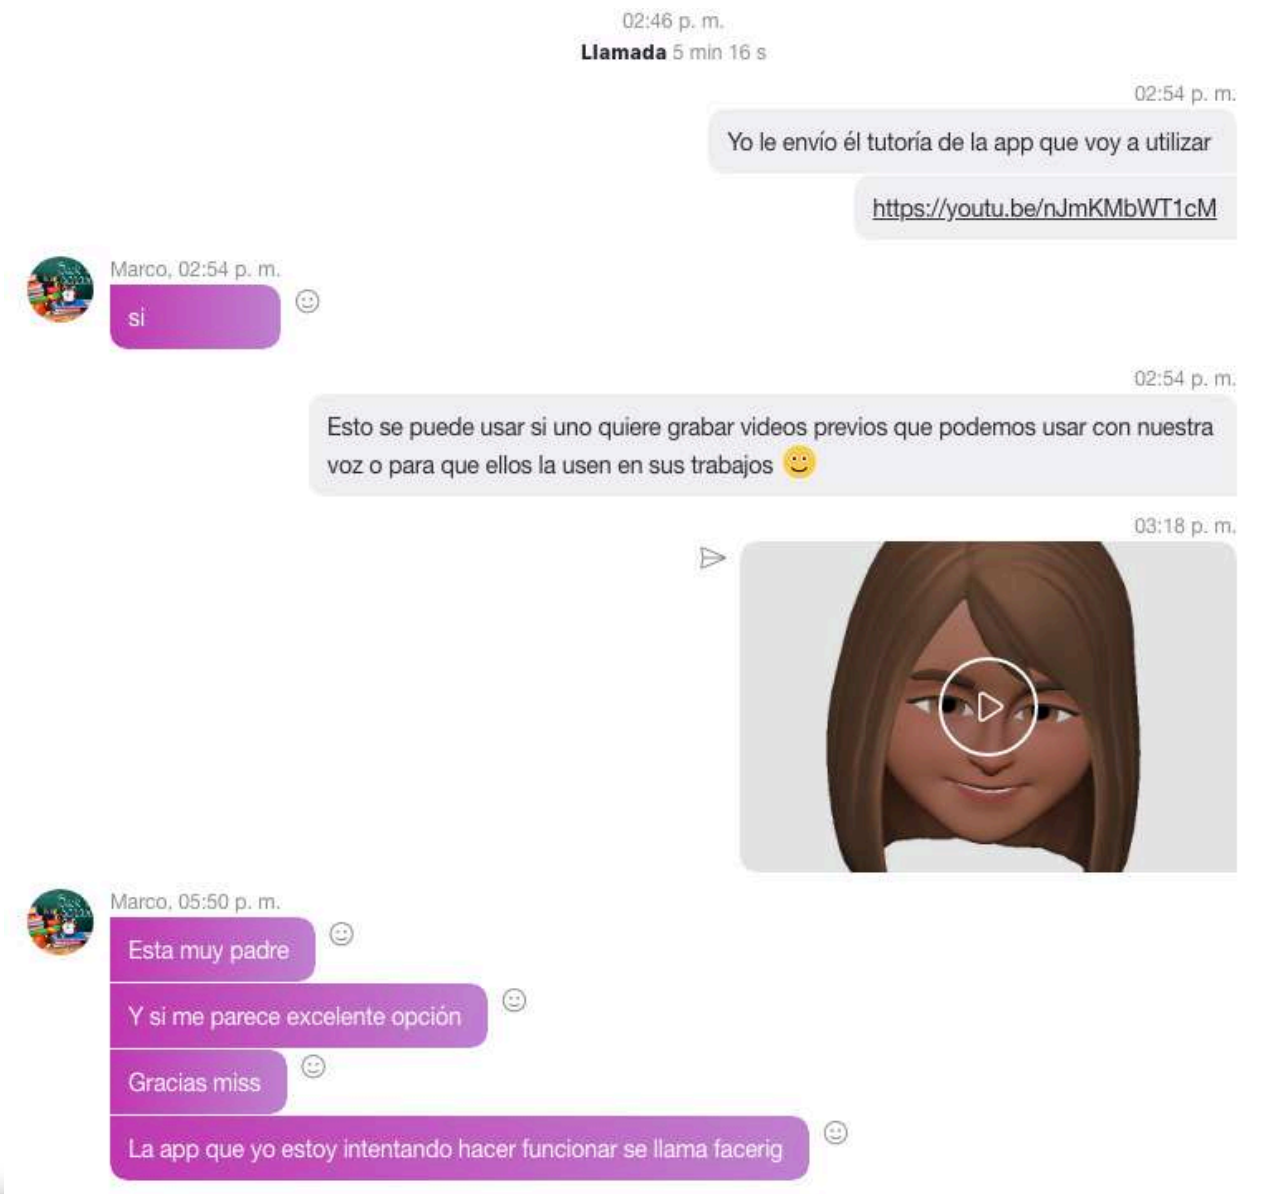 02:46 p. m.
Llamada 5 min 16 s
02:54 p. m.
Yo le envío él tutoría de la app que voy a utilizar
https://youtu.be/nJmKMbWT1cM
Marco, 02:54 p. m.
si
02:54 p. m.
Esto se puede usar si uno quiere grabar videos previos que podemos usar con nuestra
voz o para que ellos la usen en sus trabajos
03:18 p. m.
Marco, 05:50 p. m.
Esta muy padre
Y si me parece excelente opción
Gracias miss
La app que yo estoy intentando hacer funcionar se llama facerig